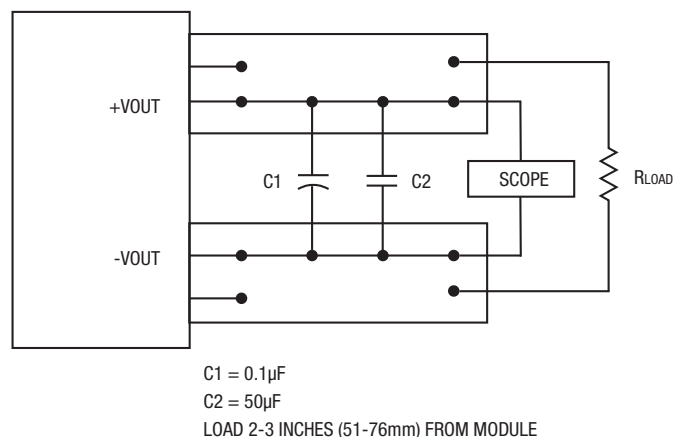 +VOUT
C1
C2
SCOPE
RLOAD
-VOUT
C1 = 0.1µF
C2 = 50µF
LOAD 2-3 INCHES (51-76mm) FROM MODULE